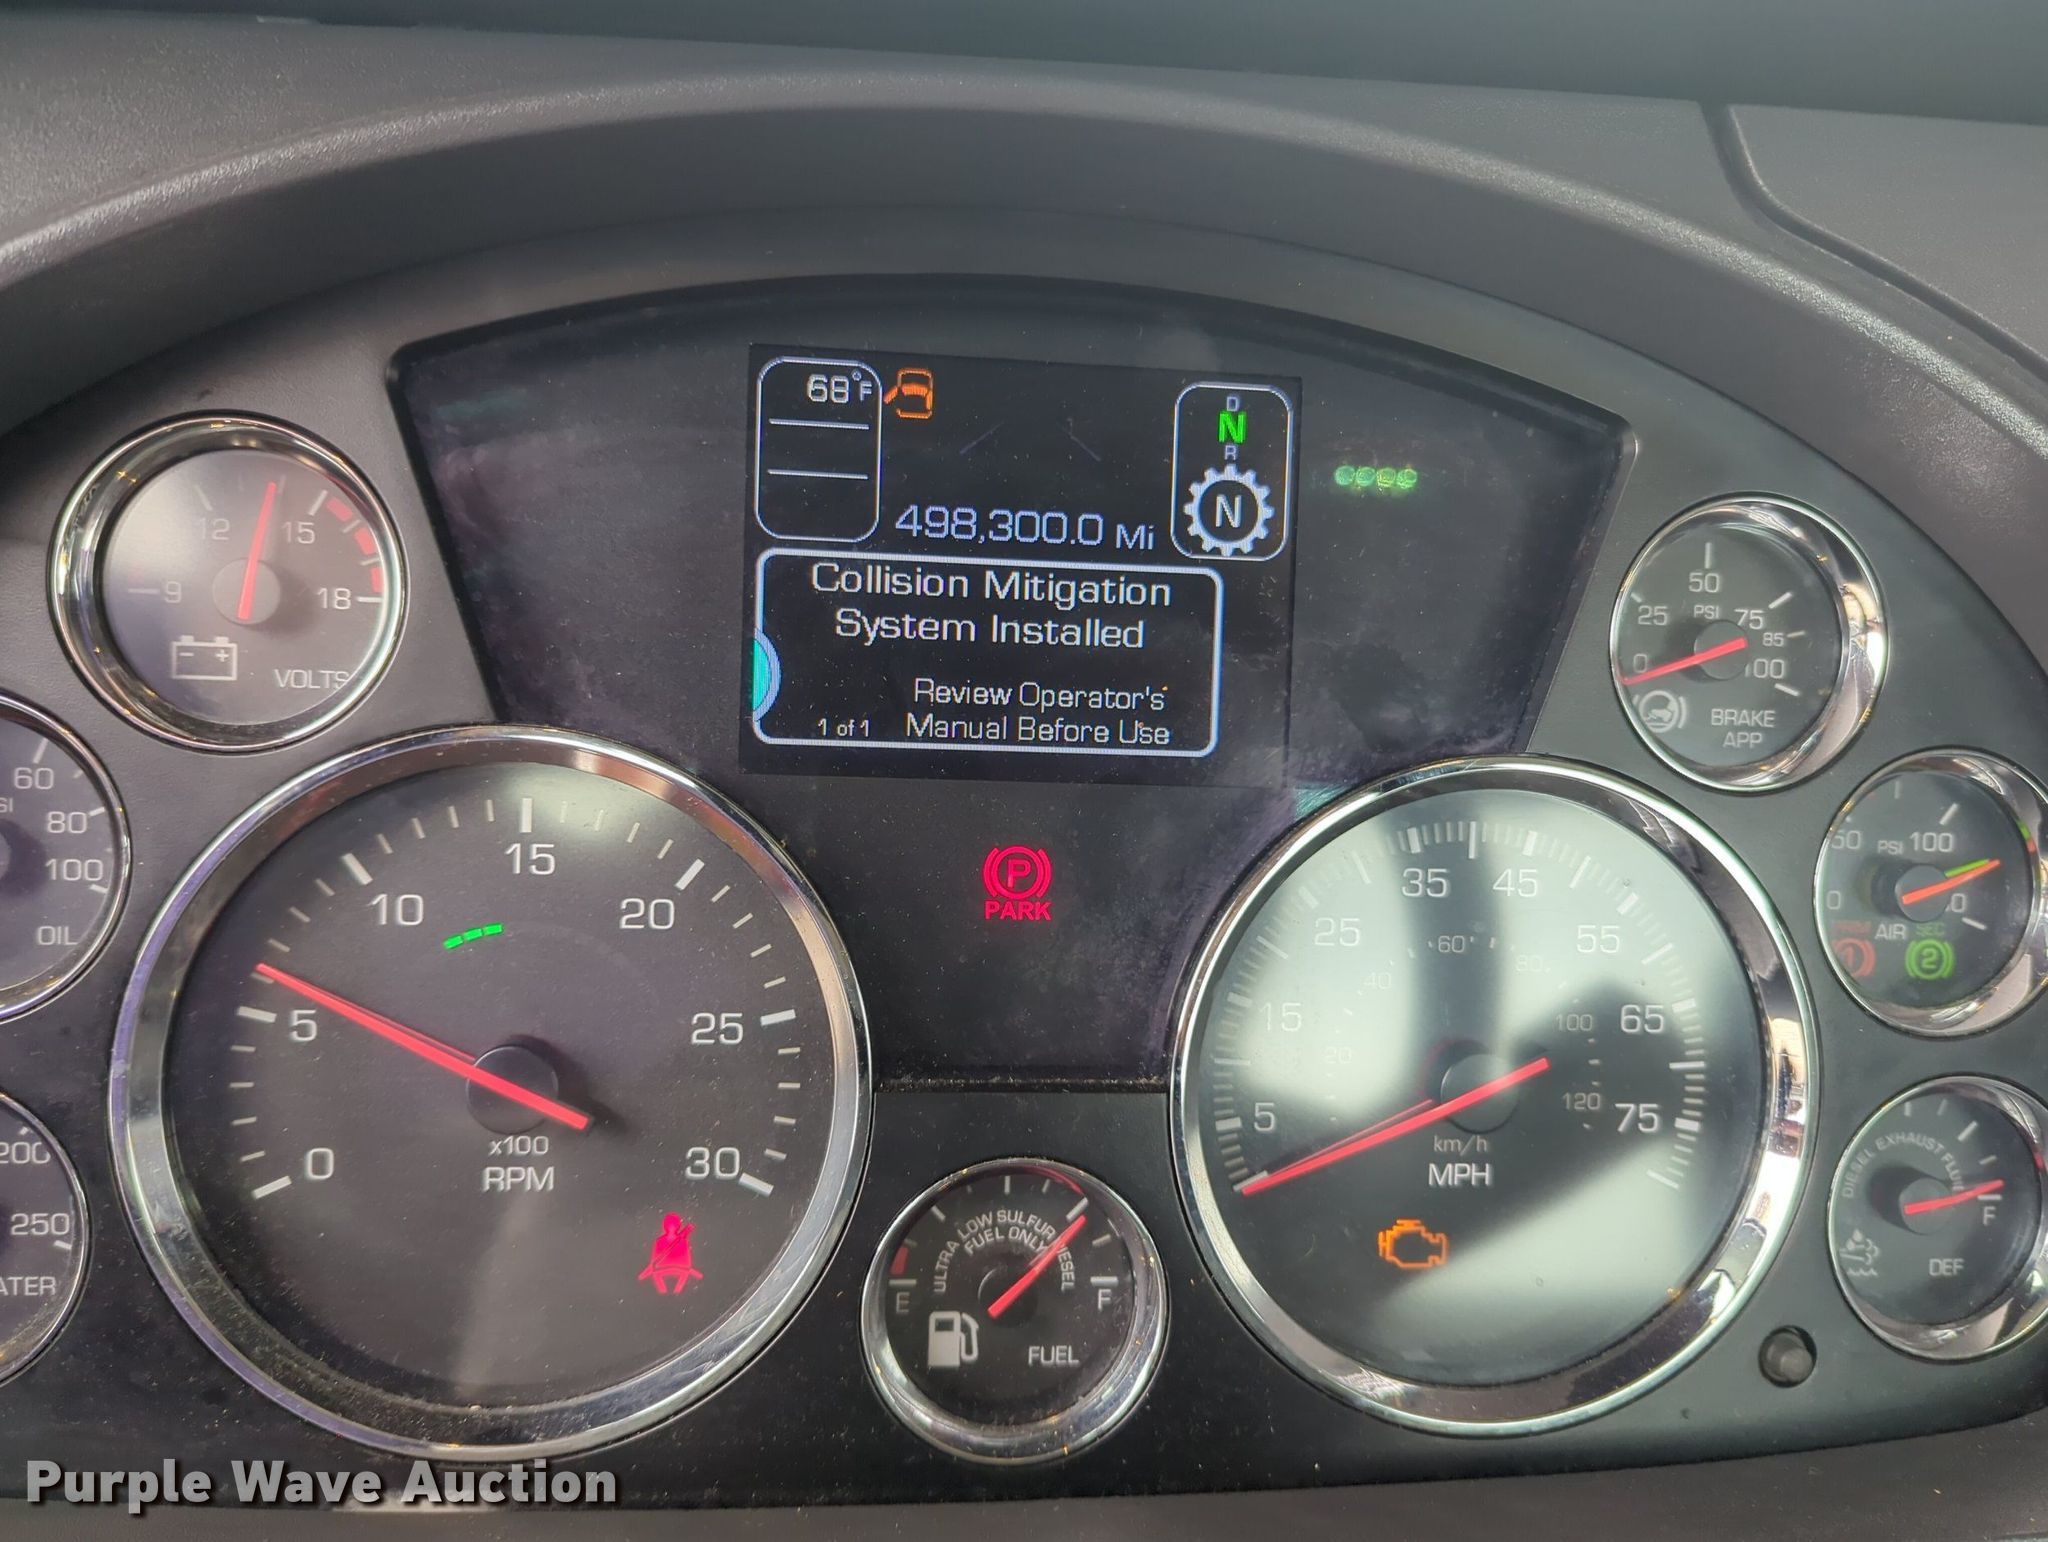 68°F
D
N
R
N
498,300.0 Mi
Collision Mitigation
System Installed
Review Operator's
1 of 1 Manual Before Use
9
12
15
18
VOLTS
60
80
100
OIL
200
250
0
5
10
15
20
25
30
x100
RPM
P
PARK
5
15
25
35
45
55
65
75
20
40
60
80
100
120
km/h
MPH
ULTRA LOW SULFUR DIESEL
FUEL ONLY
E
F
FUEL
0
25
50
75
85
100
PSI
BRAKE
APP
0
50
PSI
100
AIR
SEC
1
2
DIESEL EXHAUST FLUID
F
DEF
Purple Wave Auction